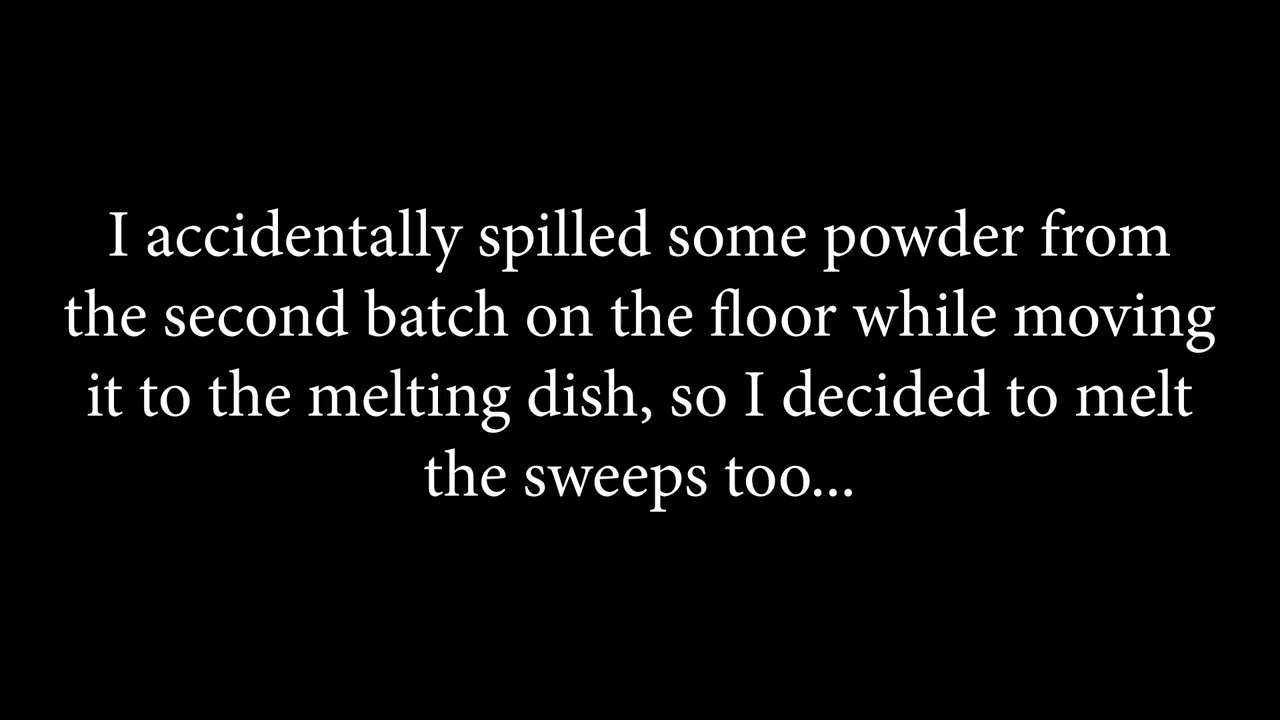 I accidentally spilled some powder from
the second batch on the floor while moving
it to the melting dish, so I decided to melt
the sweeps too...